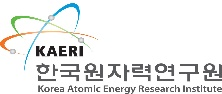 KAERI
한국원자력연구원
Korea Atomic Energy Research Institute